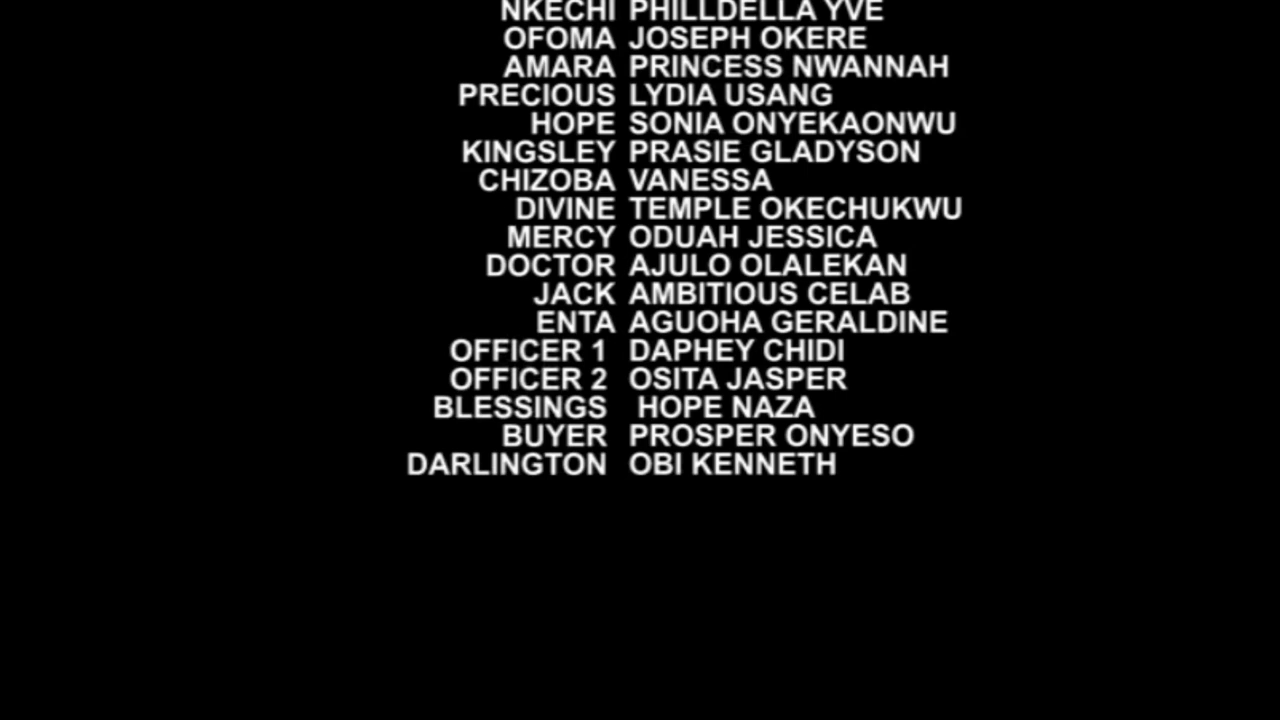 NKECHI PHILLDELLA YVE
OFOMA JOSEPH OKERE
AMARA PRINCESS NWANNAH
PRECIOUS LYDIA USANG
HOPE SONIA ONYEKAONWU
KINGSLEY PRASIE GLADYSON
CHIZOBA VANESSA
DIVINE TEMPLE OKECHUKWU
MERCY ODUAH JESSICA
DOCTOR AJULO OLALEKAN
JACK AMBITIOUS CELAB
ENTA AGUOHA GERALDINE
OFFICER 1 DAPHEY CHIDI
OFFICER 2 OSITA JASPER
BLESSINGS HOPE NAZA
BUYER PROSPER ONYESO
DARLINGTON OBI KENNETH